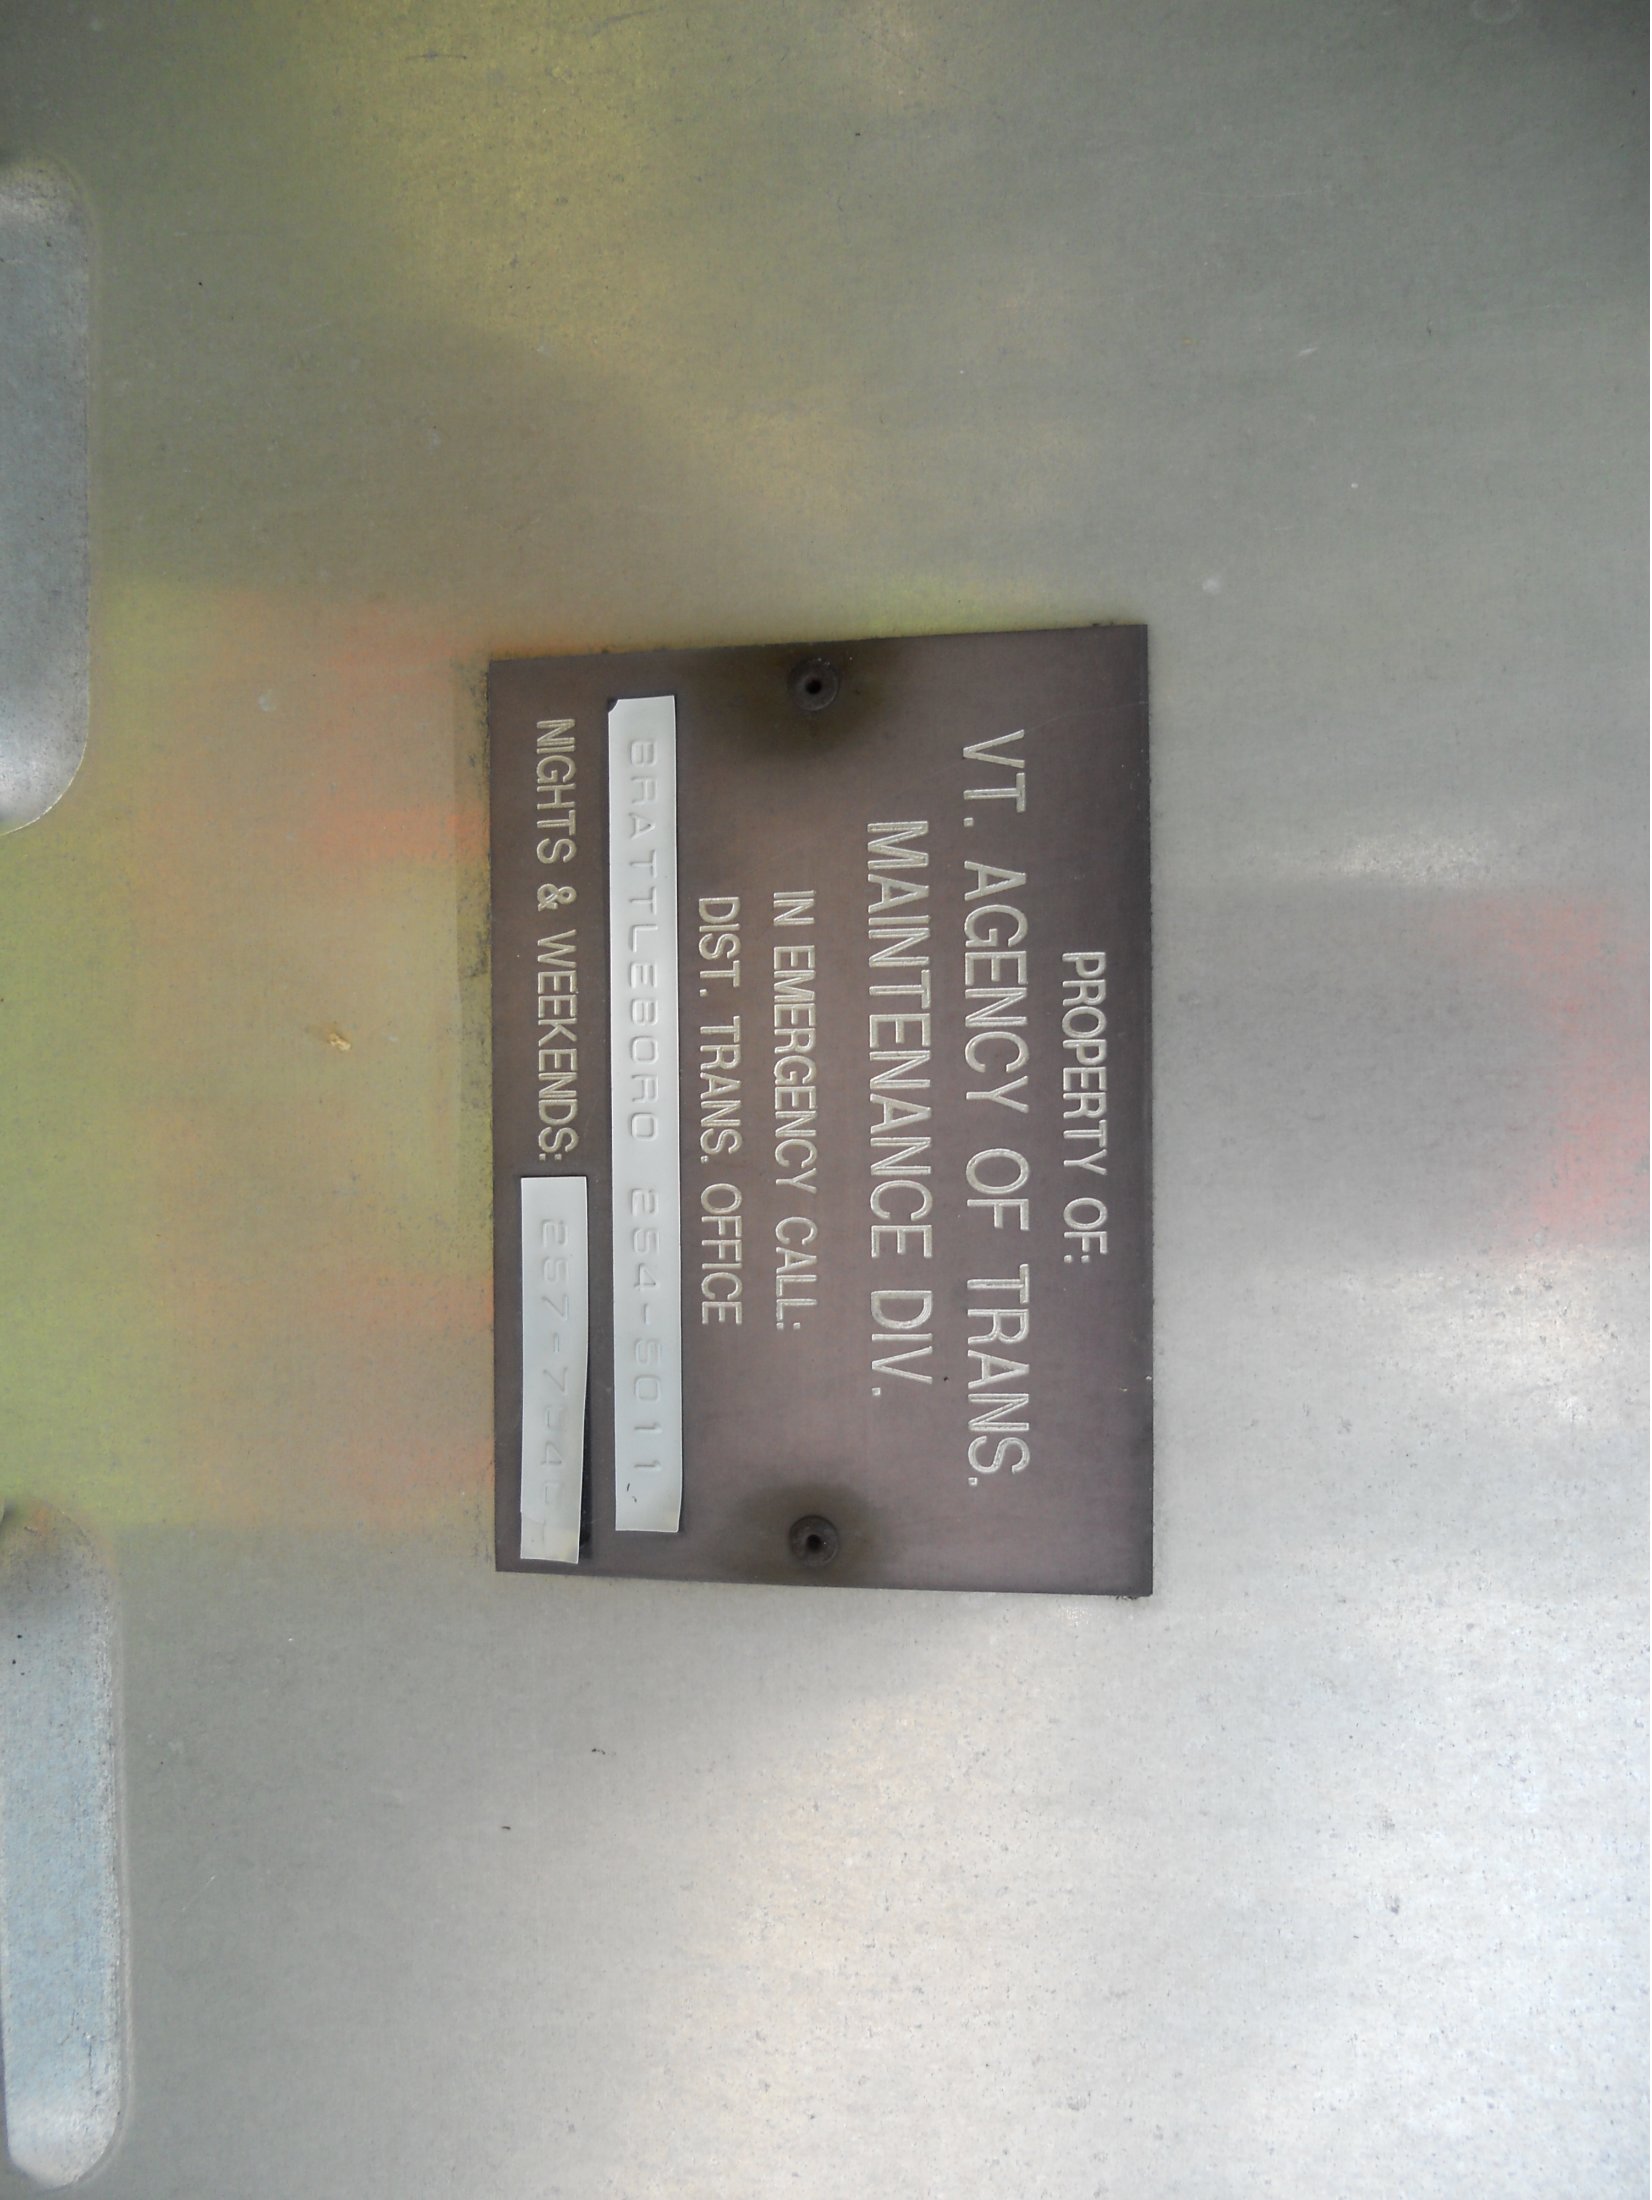 PROPERTY OF:
VT. AGENCY OF TRANS.
MAINTENANCE DIV.
IN EMERGENCY CALL:
DIST. TRANS. OFFICE
BRATTLEBORO 254-5011
NIGHTS & WEEKENDS: